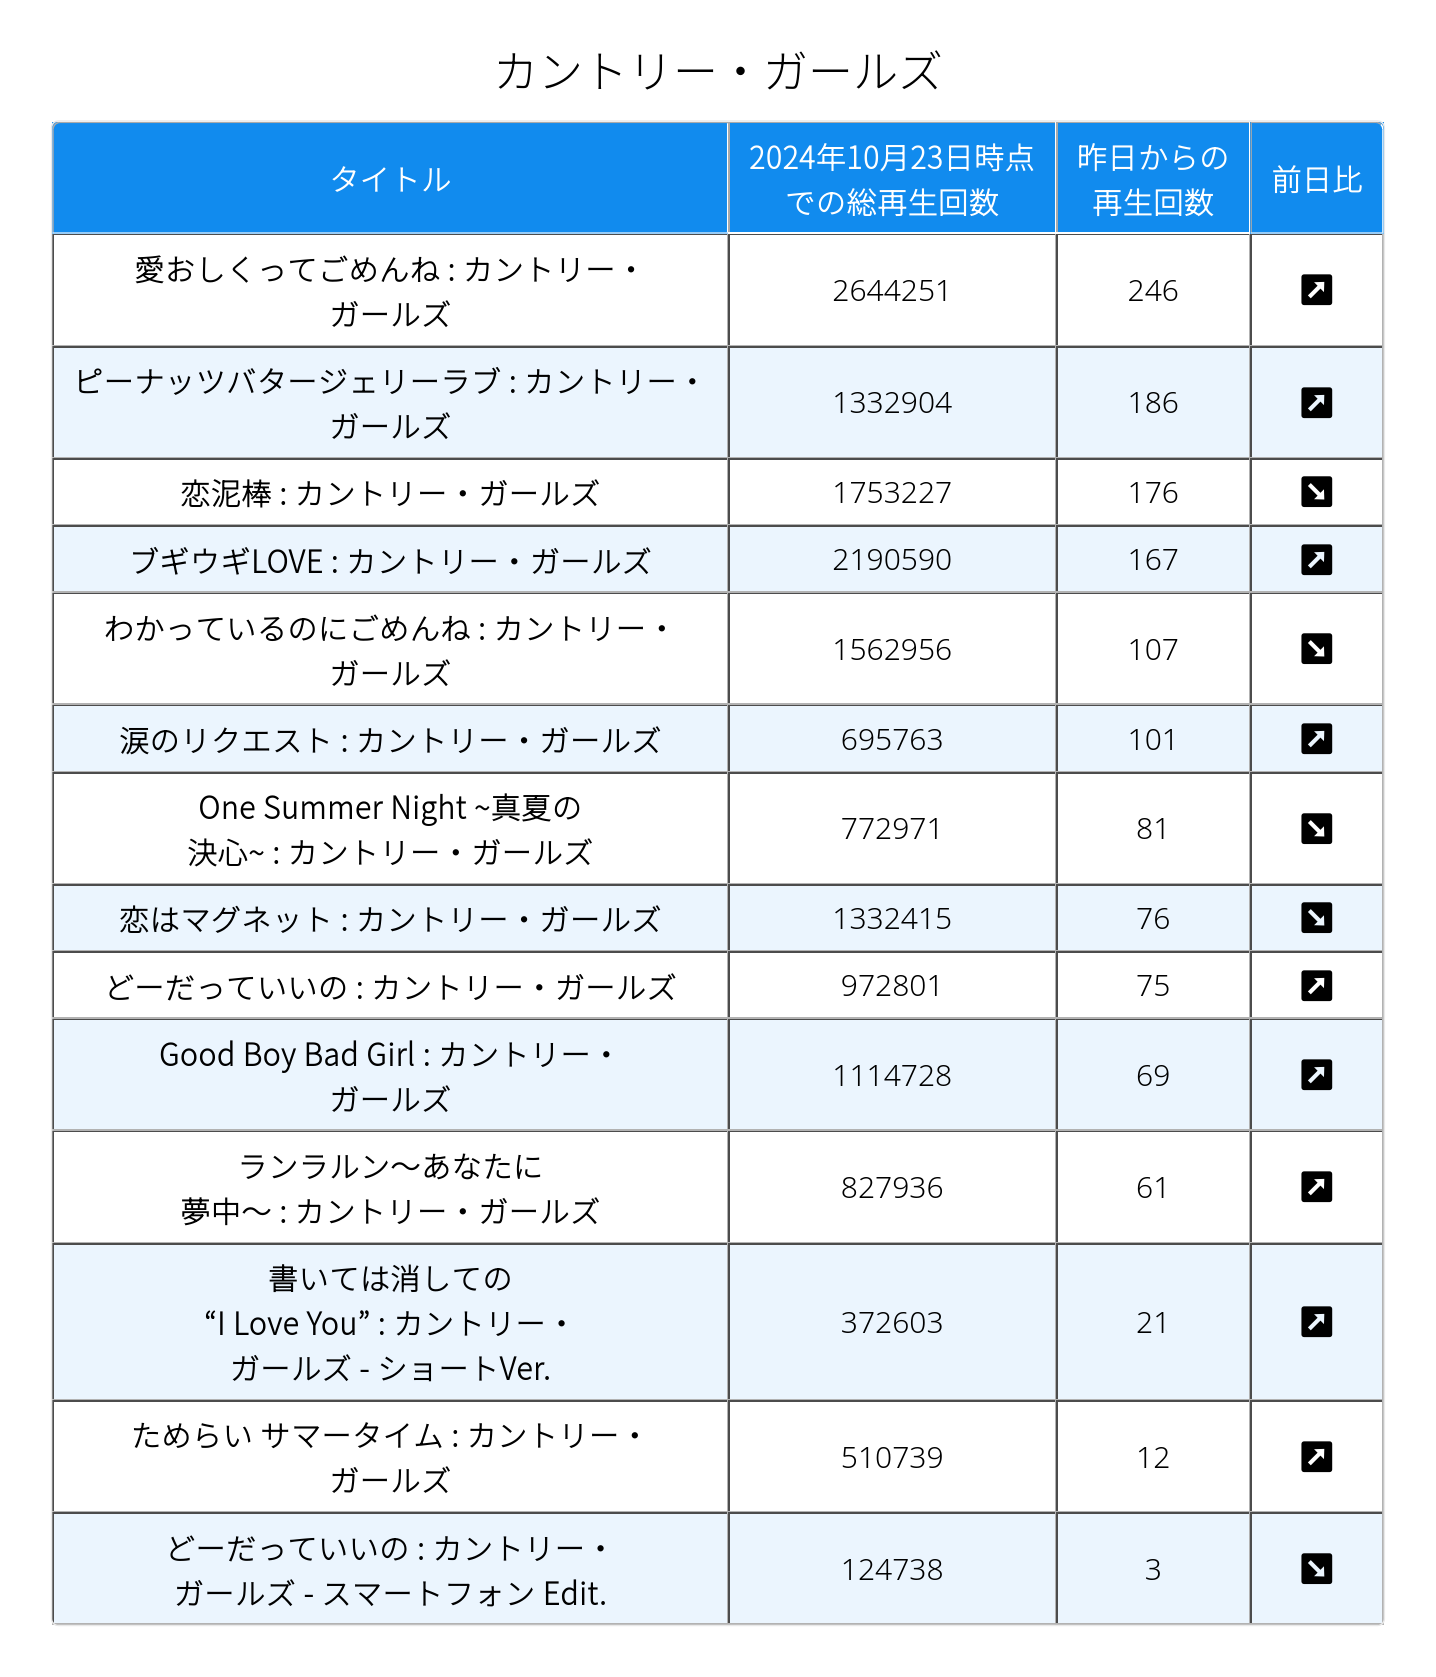 カントリー・ガールズ
タイトル
2024年10月23日時点
での総再生回数
昨日からの
再生回数
前日比
愛おしくってごめんね : カントリー・
ガールズ
2644251
246
ピーナッツバタージェリーラブ : カントリー・
ガールズ
1332904
186
恋泥棒 : カントリー・ガールズ
1753227
176
ブギウギLOVE : カントリー・ガールズ
2190590
167
わかっているのにごめんね : カントリー・
ガールズ
1562956
107
涙のリクエスト : カントリー・ガールズ
695763
101
One Summer Night ~真夏の
決心~ : カントリー・ガールズ
772971
81
恋はマグネット : カントリー・ガールズ
1332415
76
どーだっていいの : カントリー・ガールズ
972801
75
Good Boy Bad Girl : カントリー・
ガールズ
1114728
69
ランラルン～あなたに
夢中～ : カントリー・ガールズ
827936
61
書いては消しての
“I Love You” : カントリー・
ガールズ - ショートVer.
372603
21
ためらい サマータイム : カントリー・
ガールズ
510739
12
どーだっていいの : カントリー・
ガールズ - スマートフォン Edit.
124738
3